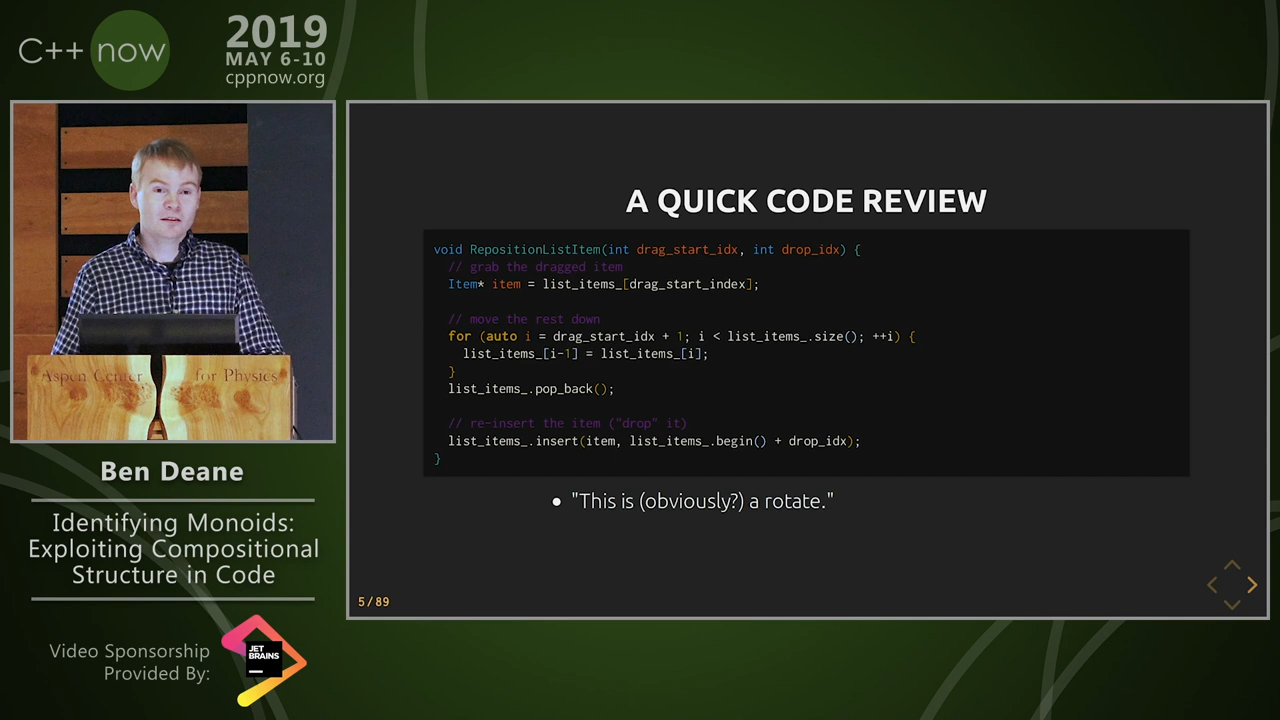 C++ now
2019
MAY 6-10
cppnow.org
Aspen Center for Physics
Ben Deane
Identifying Monoids:
Exploiting Compositional
Structure in Code
Video Sponsorship
Provided By:
JET
BRAINS
A QUICK CODE REVIEW
void RepositionListItem(int drag_start_idx, int drop_idx) {
// grab the dragged item
Item* item = list_items_[drag_start_index];
// move the rest down
for (auto i = drag_start_idx + 1; i < list_items_.size(); ++i) {
list_items_[i-1] = list_items_[i];
}
list_items_.pop_back();
// re-insert the item ("drop" it)
list_items_.insert(item, list_items_.begin() + drop_idx);
}
• "This is (obviously?) a rotate."
5/89